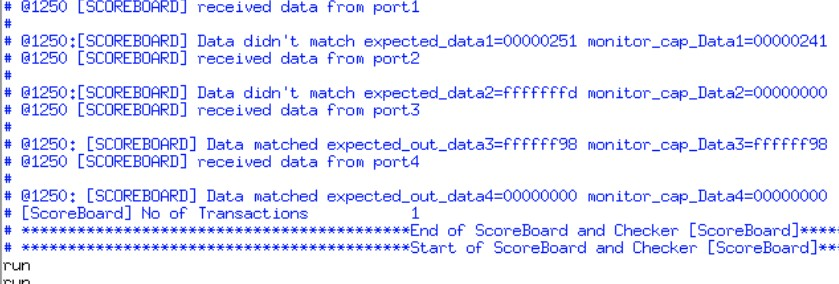 # @1250 [SCOREBOARD] received data from port1
#
# @1250:[SCOREBOARD] Data didn't match expected_data1=00000251 monitor_cap_Data1=00000241
# @1250 [SCOREBOARD] received data from port2
#
# @1250:[SCOREBOARD] Data didn't match expected_data2=fffffffd monitor_cap_Data2=00000000
# @1250 [SCOREBOARD] received data from port3
#
# @1250: [SCOREBOARD] Data matched expected_out_data3=ffffff98 monitor_cap_Data3=ffffff98
# @1250 [SCOREBOARD] received data from port4
#
# @1250: [SCOREBOARD] Data matched expected_out_data4=00000000 monitor_cap_Data4=00000000
# [ScoreBoard] No of Transactions 1
# ******************************************End of ScoreBoard and Checker [ScoreBoard]****
# ******************************************Start of ScoreBoard and Checker [ScoreBoard]**
run
run